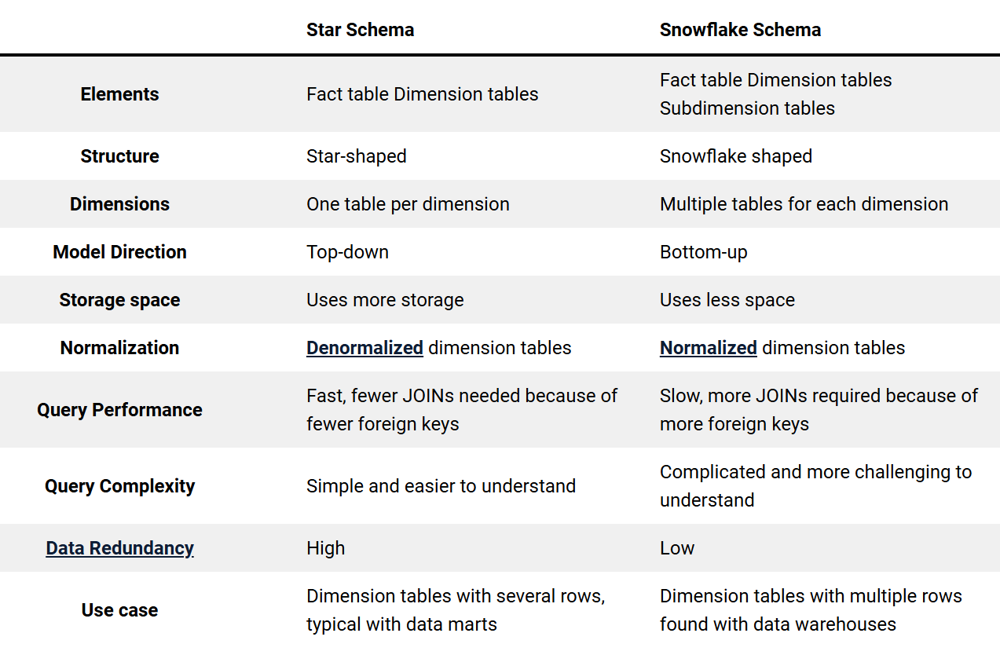 Star Schema Snowflake Schema
Elements Fact table Dimension tables Fact table Dimension tables
Subdimension tables
Structure Star-shaped Snowflake shaped
Dimensions One table per dimension Multiple tables for each dimension
Model Direction Top-down Bottom-up
Storage space Uses more storage Uses less space
Normalization Denormalized dimension tables Normalized dimension tables
Query Performance Fast, fewer JOINs needed because of
fewer foreign keys Slow, more JOINs required because of
more foreign keys
Query Complexity Simple and easier to understand Complicated and more challenging to
understand
Data Redundancy High Low
Use case Dimension tables with several rows,
typical with data marts Dimension tables with multiple rows
found with data warehouses